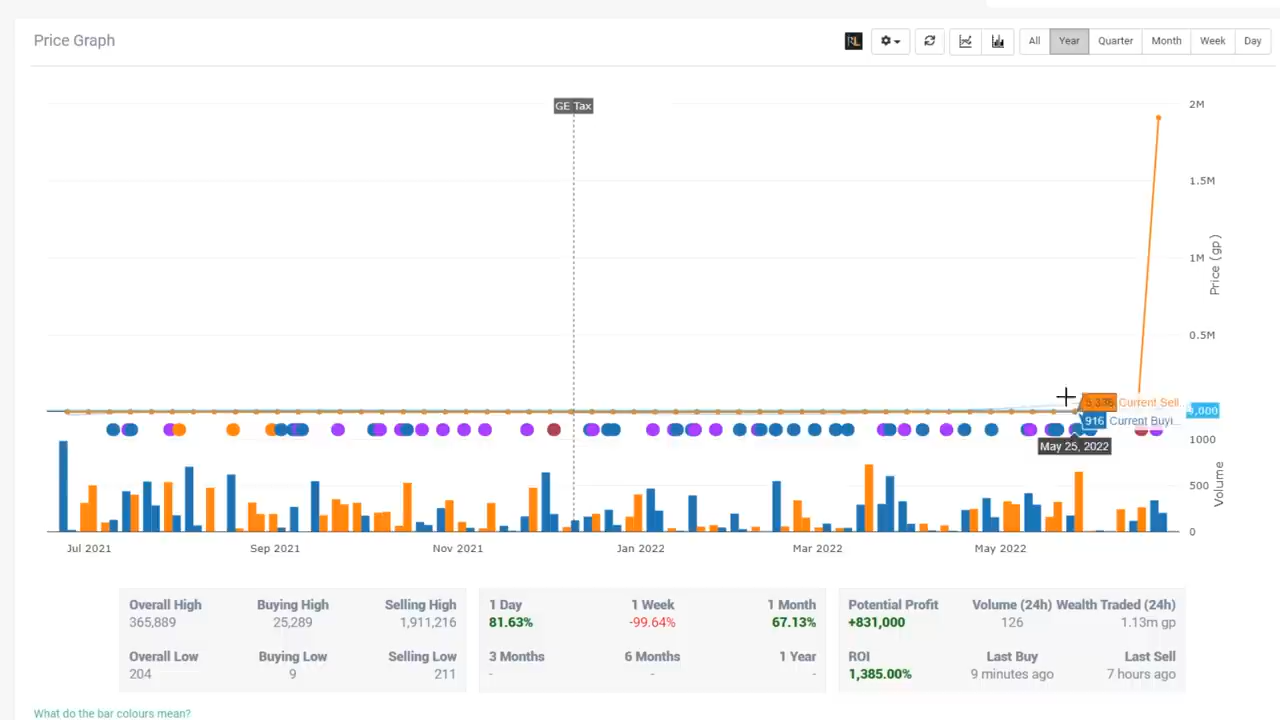 Price Graph
RL
All Year Quarter Month Week Day
GE Tax
2M
1.5M
1M
0.5M
Price (gp)
5,376 Current Sell...
916 Current Buyi...
9,000
May 25, 2022
1000
500
0
Volume
Jul 2021 Sep 2021 Nov 2021 Jan 2022 Mar 2022 May 2022
Overall High Buying High Selling High
365,889 25,289 1,911,216
Overall Low Buying Low Selling Low
204 9 211
1 Day 1 Week 1 Month
81.63% -99.64% 67.13%
3 Months 6 Months 1 Year
- - -
Potential Profit Volume (24h) Wealth Traded (24h)
+831,000 126 1.13m gp
ROI Last Buy Last Sell
1,385.00% 9 minutes ago 7 hours ago
What do the bar colours mean?